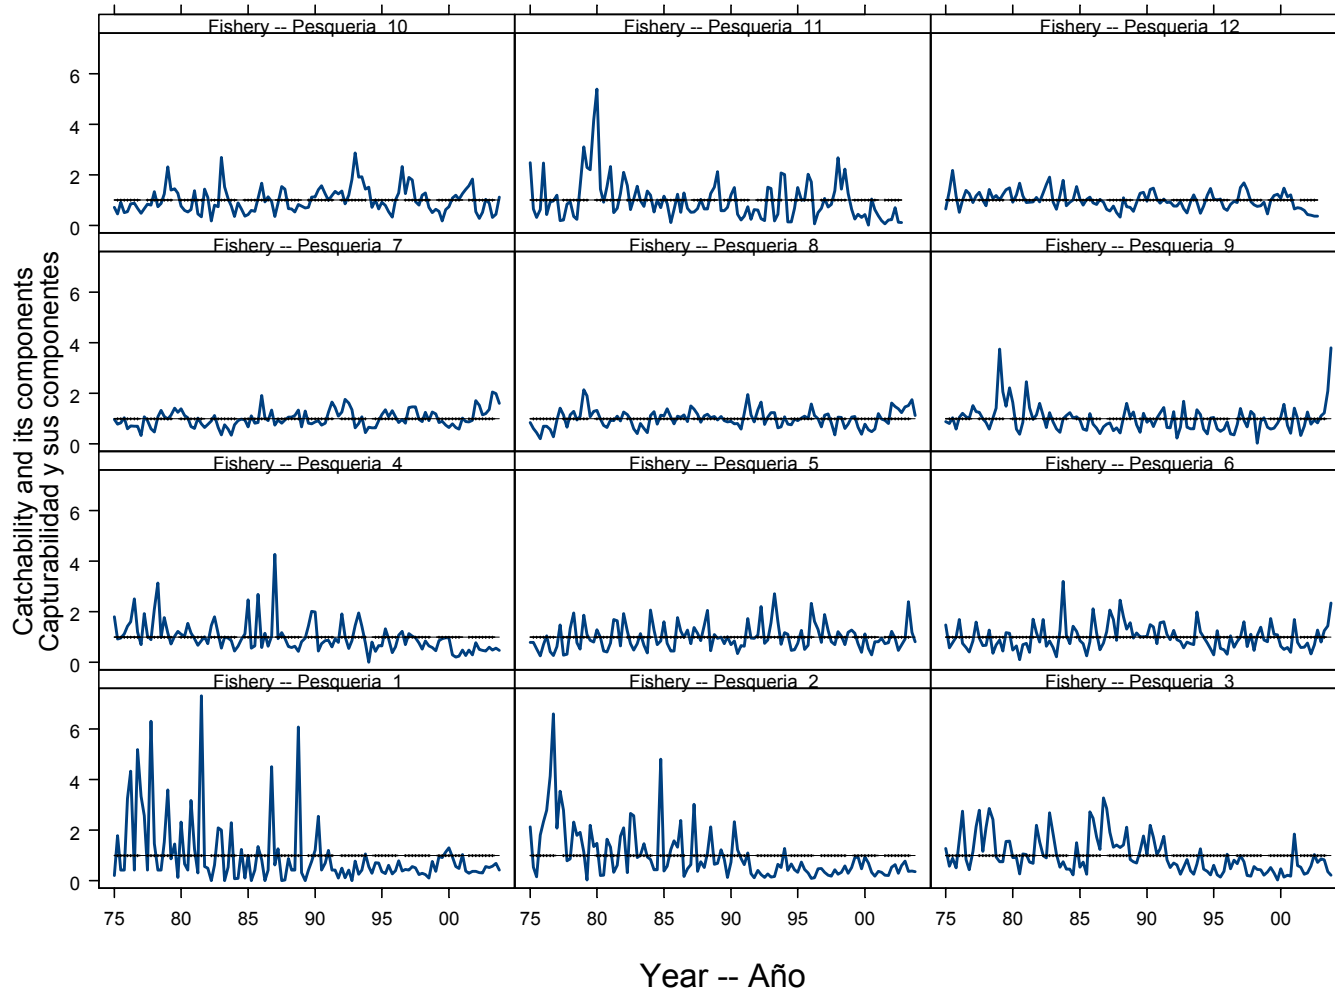 Fishery -- Pesqueria 10
Fishery -- Pesqueria 11
Fishery -- Pesqueria 12
6
4
2
0
Fishery -- Pesqueria 7
Fishery -- Pesqueria 8
Fishery -- Pesqueria 9
6
4
2
0
Fishery -- Pesqueria 4
Fishery -- Pesqueria 5
Fishery -- Pesqueria 6
6
4
2
0
Fishery -- Pesqueria 1
Fishery -- Pesqueria 2
Fishery -- Pesqueria 3
6
4
2
0
75 80 85 90 95 00
75 80 85 90 95 00
75 80 85 90 95 00
Catchability and its components
Capturabilidad y sus componentes
Year -- Año